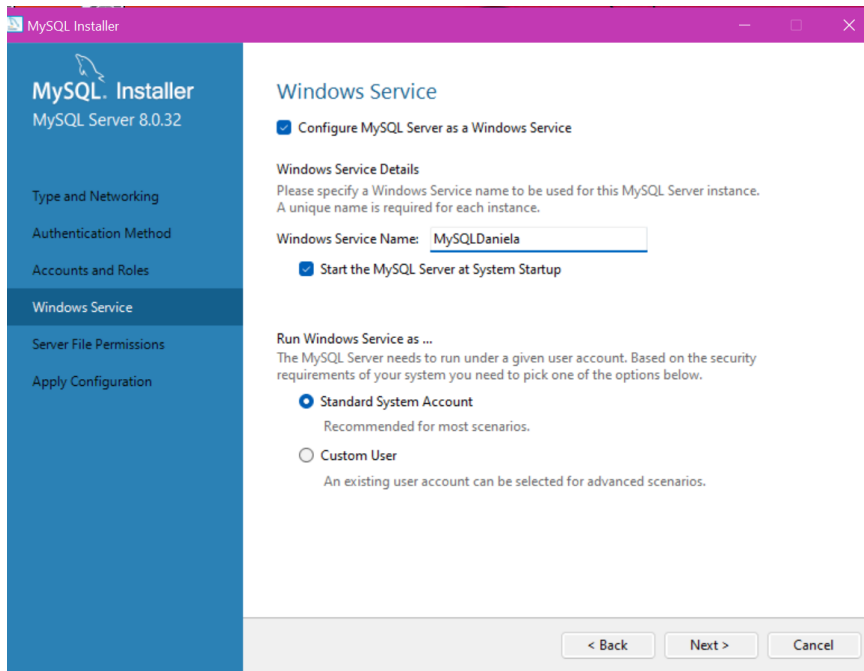 MySQL Installer
MySQL. Installer
MySQL Server 8.0.32
Type and Networking
Authentication Method
Accounts and Roles
Windows Service
Server File Permissions
Apply Configuration
Windows Service
Configure MySQL Server as a Windows Service
Windows Service Details
Please specify a Windows Service name to be used for this MySQL Server instance.
A unique name is required for each instance.
Windows Service Name: MySQLDaniela
Start the MySQL Server at System Startup
Run Windows Service as ...
The MySQL Server needs to run under a given user account. Based on the security
requirements of your system you need to pick one of the options below.
Standard System Account
Recommended for most scenarios.
Custom User
An existing user account can be selected for advanced scenarios.
< Back Next > Cancel